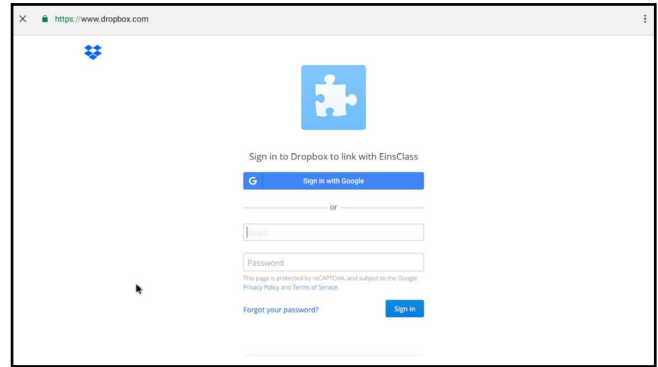 https://www.dropbox.com
Sign in to Dropbox to link with EinsClass
G Sign in with Google
or
Email
Password
This page is protected by reCAPTCHA, and subject to the Google
Privacy Policy and Terms of Service.
Forgot your password? Sign in